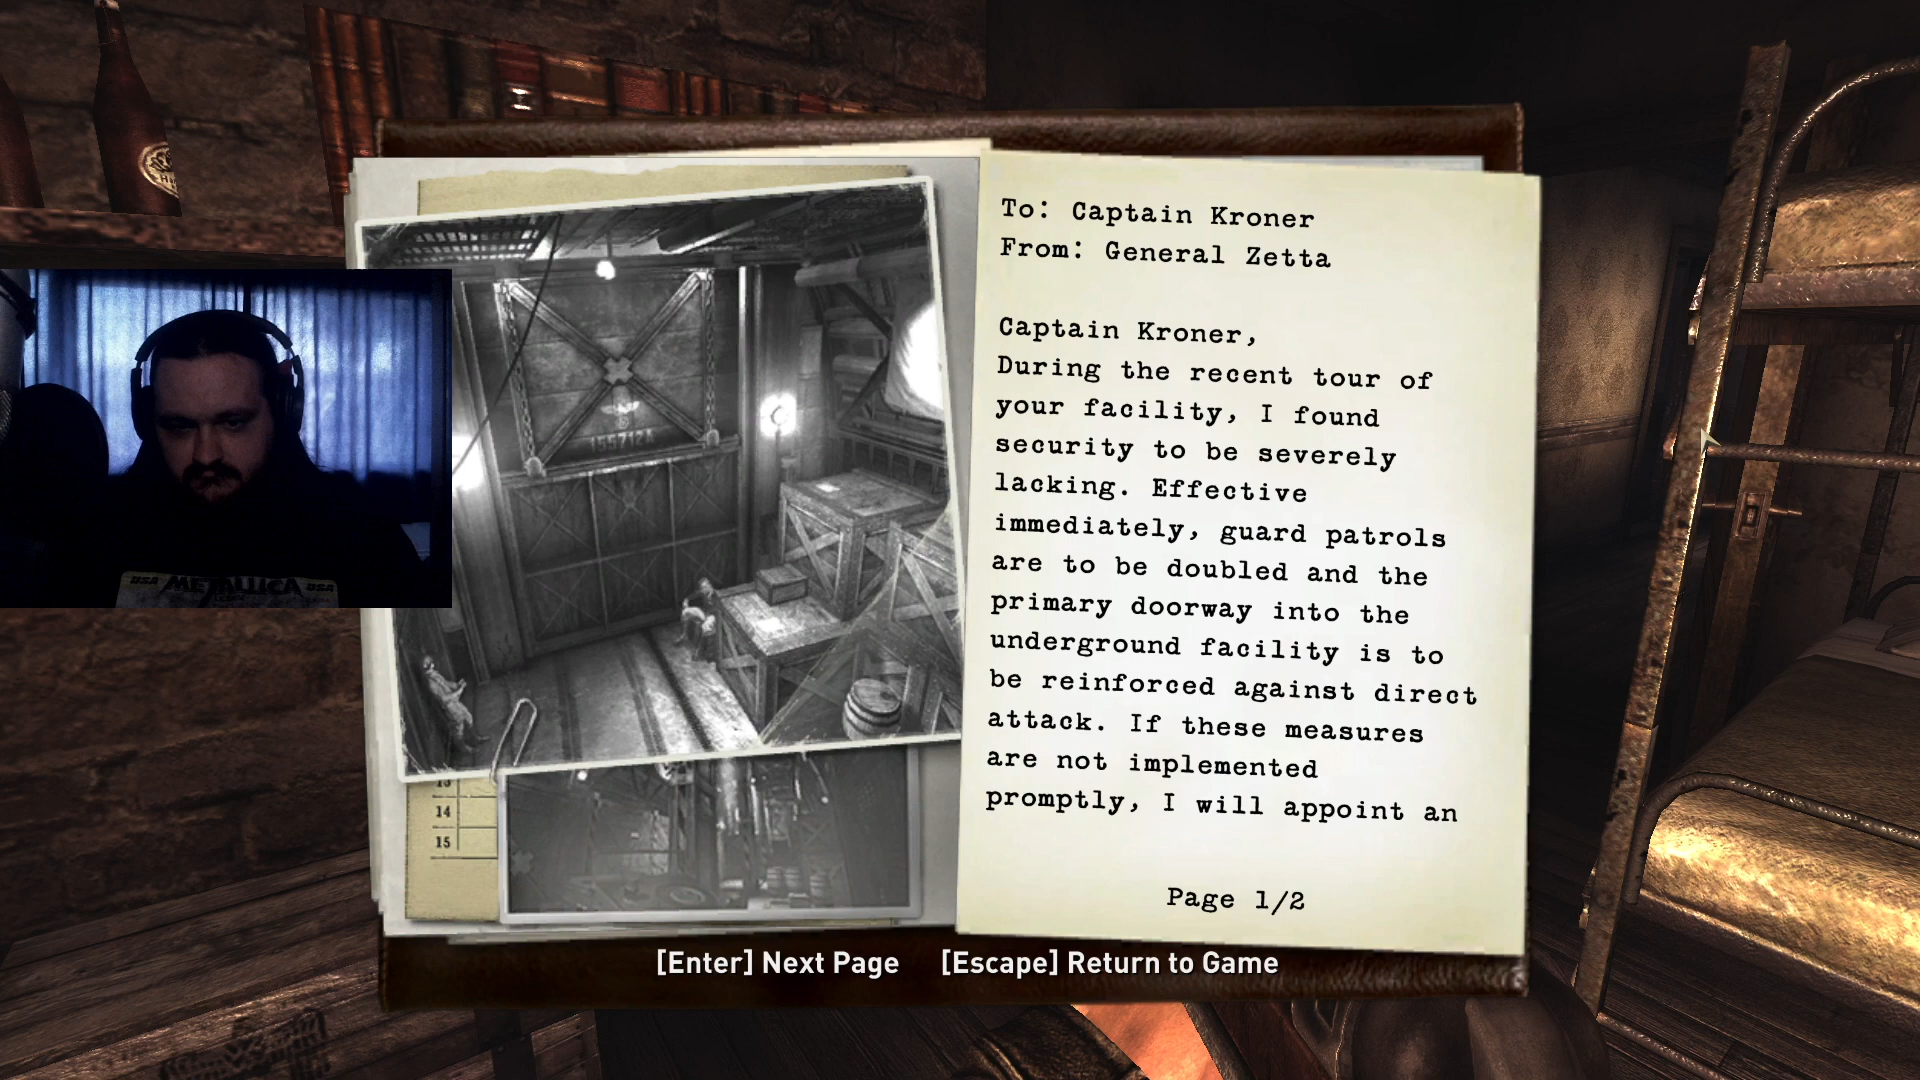 To: Captain Kroner
From: General Zetta
Captain Kroner,
During the recent tour of
your facility, I found
security to be severely
lacking. Effective
immediately, guard patrols
are to be doubled and the
primary doorway into the
underground facility is to
be reinforced against direct
attack. If these measures
are not implemented
promptly, I will appoint an
Page 1/2
14
15
[Enter] Next Page [Escape] Return to Game
USA METALLICA USA